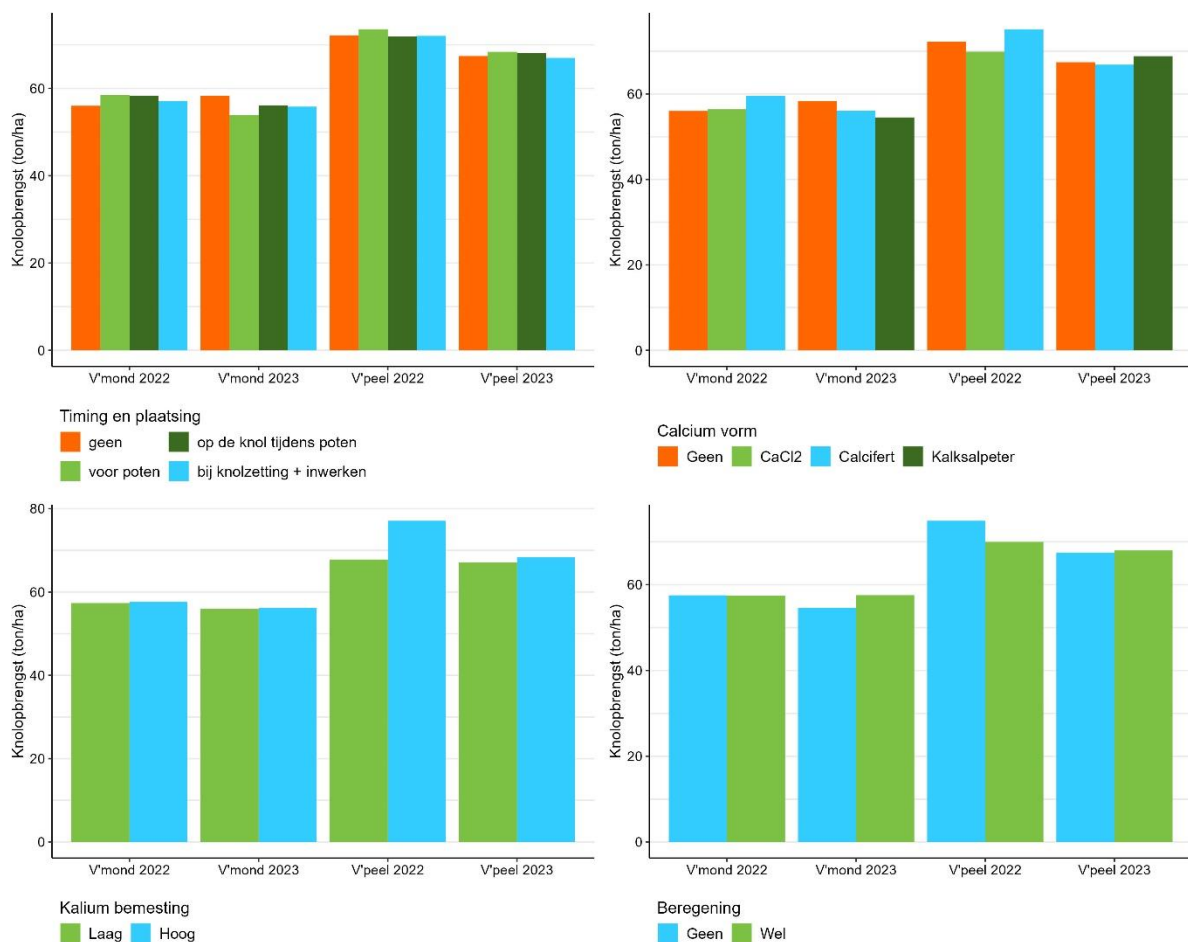 Knolopbrengst (ton/ha)
60
40
20
0
V'mond 2022 V'mond 2023 V'peel 2022 V'peel 2023
Timing en plaatsing
geen op de knol tijdens poten
voor poten bij knolzetting + inwerken
Knolopbrengst (ton/ha)
60
40
20
0
V'mond 2022 V'mond 2023 V'peel 2022 V'peel 2023
Calcium vorm
Geen CaCl2 Calcifert Kalksalpeter
Knolopbrengst (ton/ha)
80
60
40
20
0
V'mond 2022 V'mond 2023 V'peel 2022 V'peel 2023
Kalium bemesting
Laag Hoog
Knolopbrengst (ton/ha)
60
40
20
0
V'mond 2022 V'mond 2023 V'peel 2022 V'peel 2023
Beregening
Geen Wel